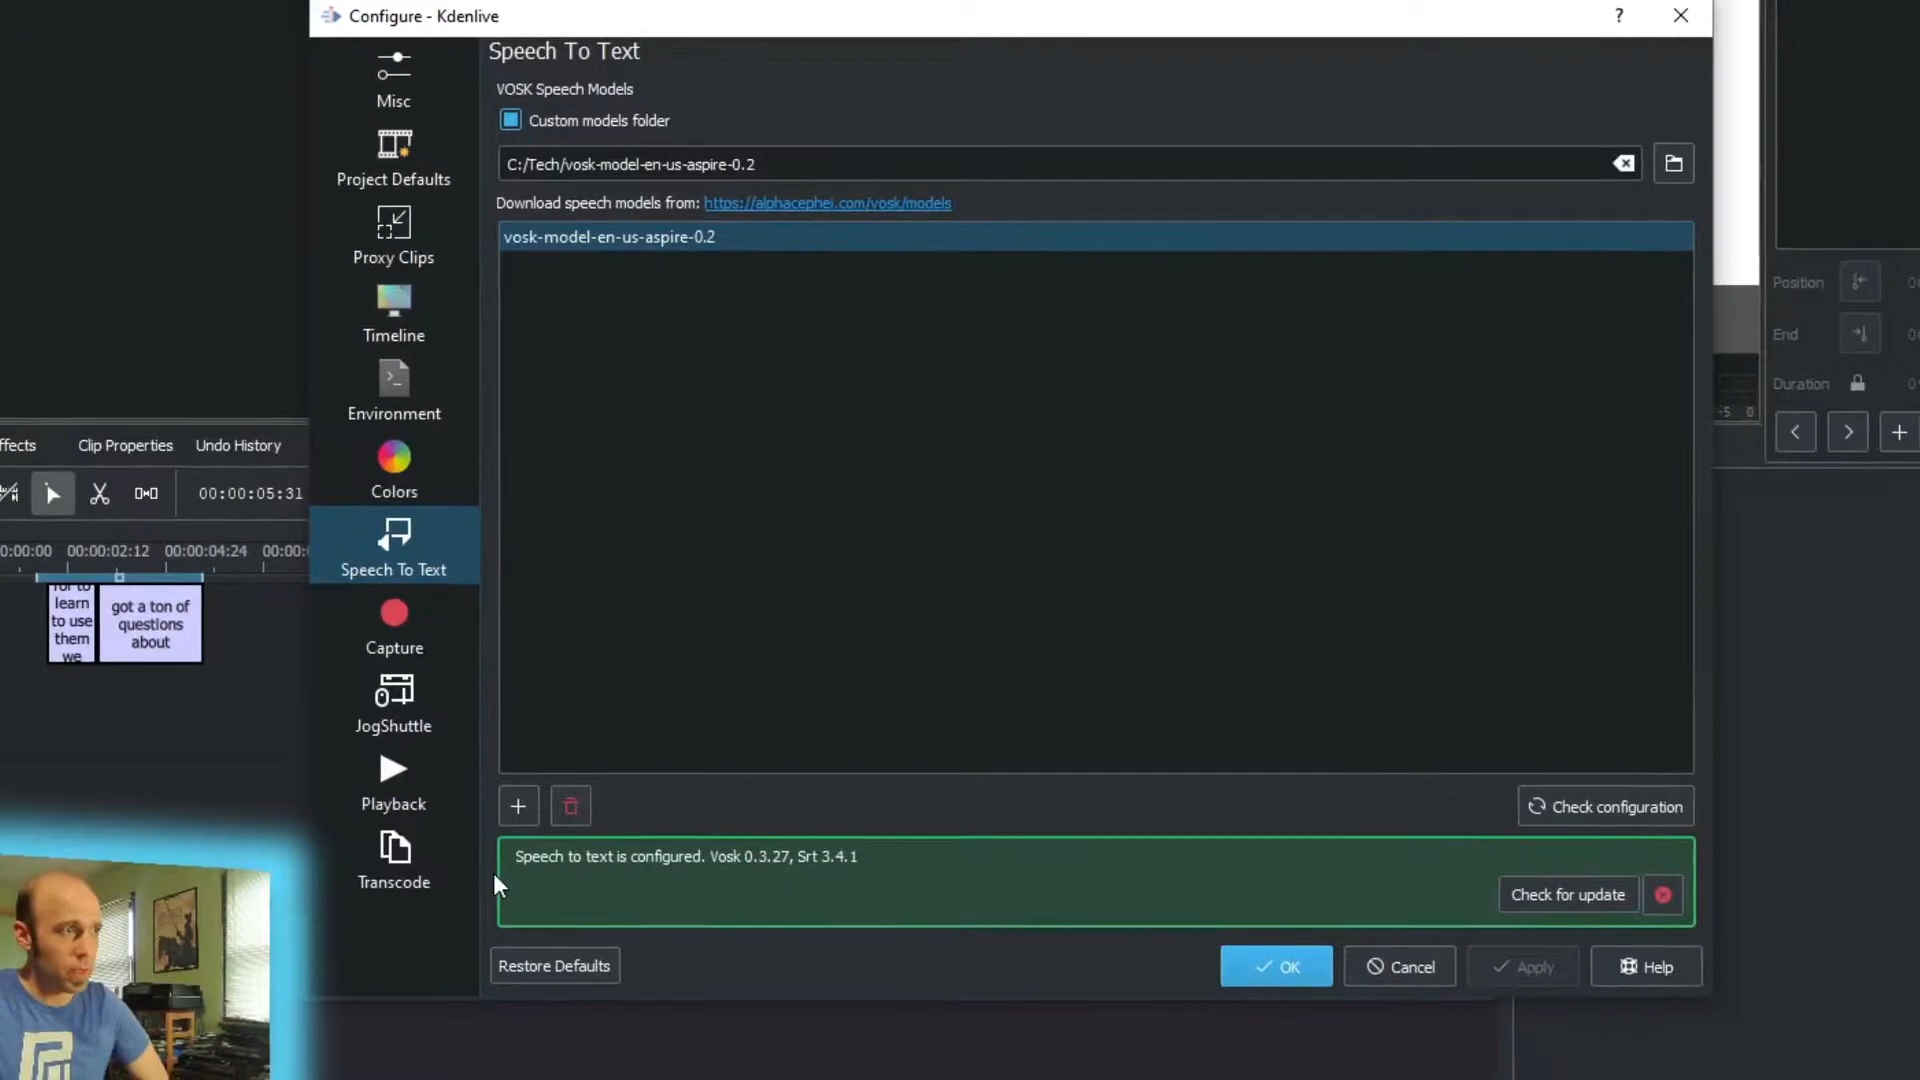 Configure - Kdenlive
?
Misc
Project Defaults
Proxy Clips
Timeline
Environment
Colors
Speech To Text
Capture
JogShuttle
Playback
Transcode
Speech To Text
VOSK Speech Models
Custom models folder
C:/Tech/vosk-model-en-us-aspire-0.2
Download speech models from: https://alphacephei.com/vosk/models
vosk-model-en-us-aspire-0.2
Check configuration
Speech to text is configured. Vosk 0.3.27, Srt 3.4.1
Check for update
Restore Defaults
OK
Cancel
Apply
Help
ffects
Clip Properties
Undo History
00:00:05:31
0:00:00 00:00:02:12 00:00:04:24 00:00:
learn
to use
them
we
got a ton of
questions
about
Position
End
Duration
-5 0